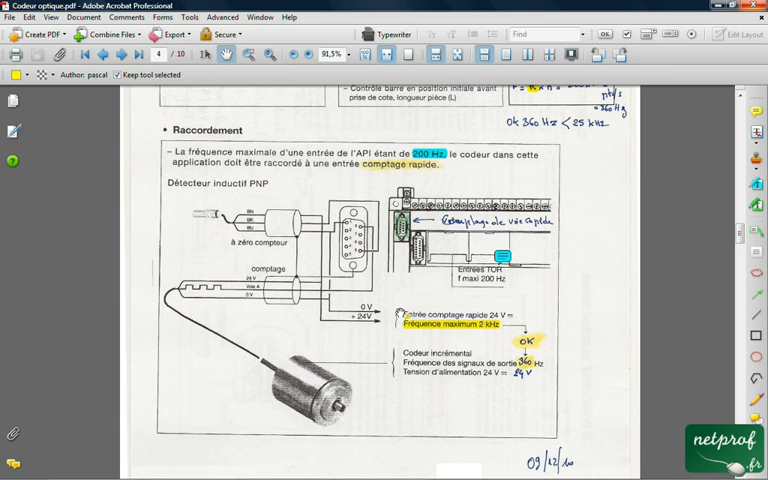 Codeur optique.pdf - Adobe Acrobat Professional
File Edit View Document Comments Forms Tools Advanced Window Help
Create PDF Combine Files Export Secure Typewriter Find OK Edit Layout
4 / 10 91,5%
Author: pascal Keep tool selected
– Contrôle barre en position initiale avant
prise de cote, longueur pièce (L)
= 360 Hz
OK 360 Hz < 25 kHz
• Raccordement
– La fréquence maximale d'une entrée de l'API étant de 200 Hz, le codeur dans cette
application doit être raccordé à une entrée comptage rapide.
Détecteur inductif PNP
BN
BK
BU
à zéro compteur
comptage
24 V
Voie A
0 V
0 V
+ 24V
← comptage de voie rapide
Entrées TOR
f maxi 200 Hz
Entrée comptage rapide 24 V =
Fréquence maximum 2 kHz
OK
Codeur incrémental
Fréquence des signaux de sortie 360 Hz
Tension d'alimentation 24 V = 24 V
09/12/10
netprof
.fr